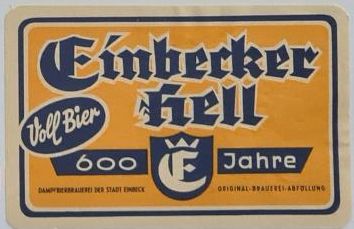 Einbecker
Hell
Voll Bier
600 E Jahre
DAMPFBIERBRAUEREI DER STADT EINBECK
ORIGINAL-BRAUEREI-ABFÜLLUNG